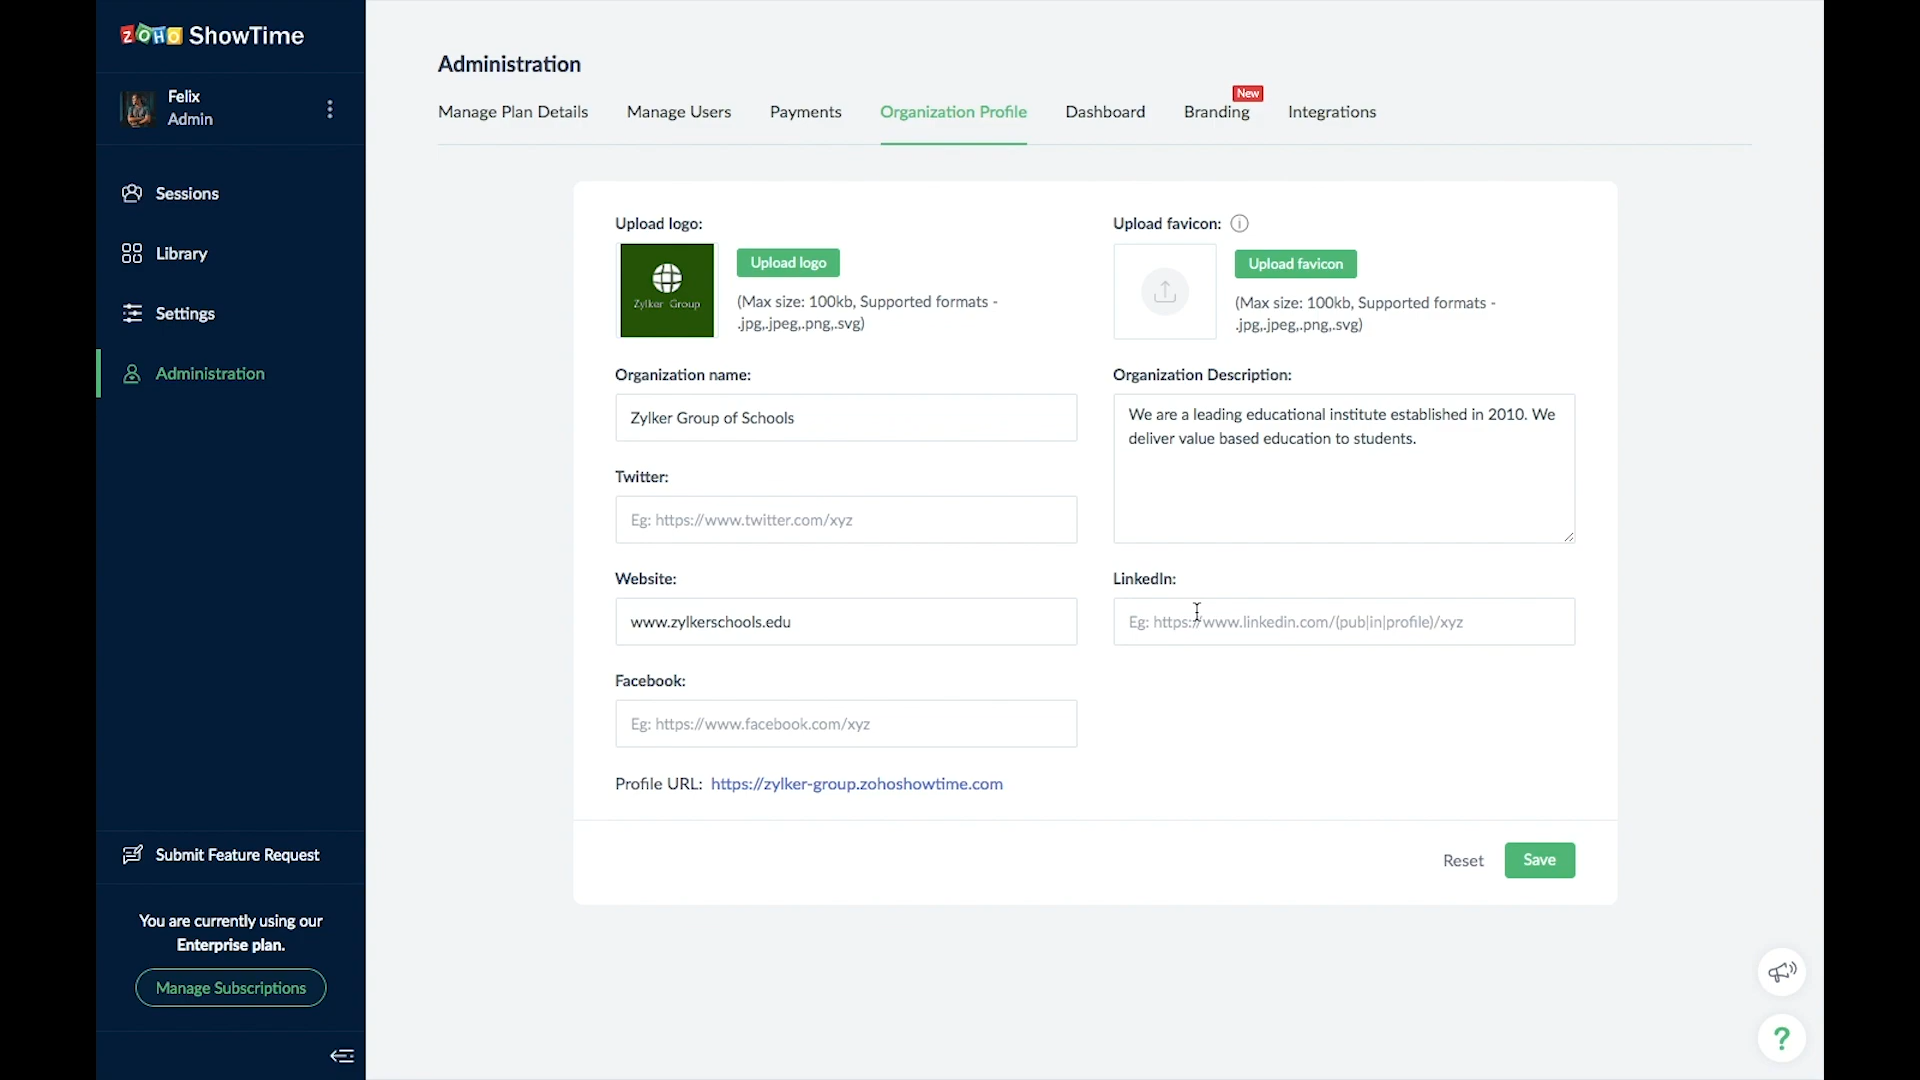 ZOHO ShowTime
Felix
Admin
Sessions
Library
Settings
Administration
Submit Feature Request
You are currently using our
Enterprise plan.
Manage Subscriptions
Administration
Manage Plan Details
Manage Users
Payments
Organization Profile
Dashboard
Branding
New
Integrations
Upload logo:
Zylker Group
Upload logo
(Max size: 100kb, Supported formats -
.jpg,.jpeg,.png,.svg)
Upload favicon:
Upload favicon
(Max size: 100kb, Supported formats -
.jpg,.jpeg,.png,.svg)
Organization name:
Zylker Group of Schools
Organization Description:
We are a leading educational institute established in 2010. We
deliver value based education to students.
Twitter:
Eg: https://www.twitter.com/xyz
Website:
www.zylkerschools.edu
LinkedIn:
Eg: https://www.linkedin.com/(pub|in|profile)/xyz
Facebook:
Eg: https://www.facebook.com/xyz
Profile URL: https://zylker-group.zohoshowtime.com
Reset
Save
?